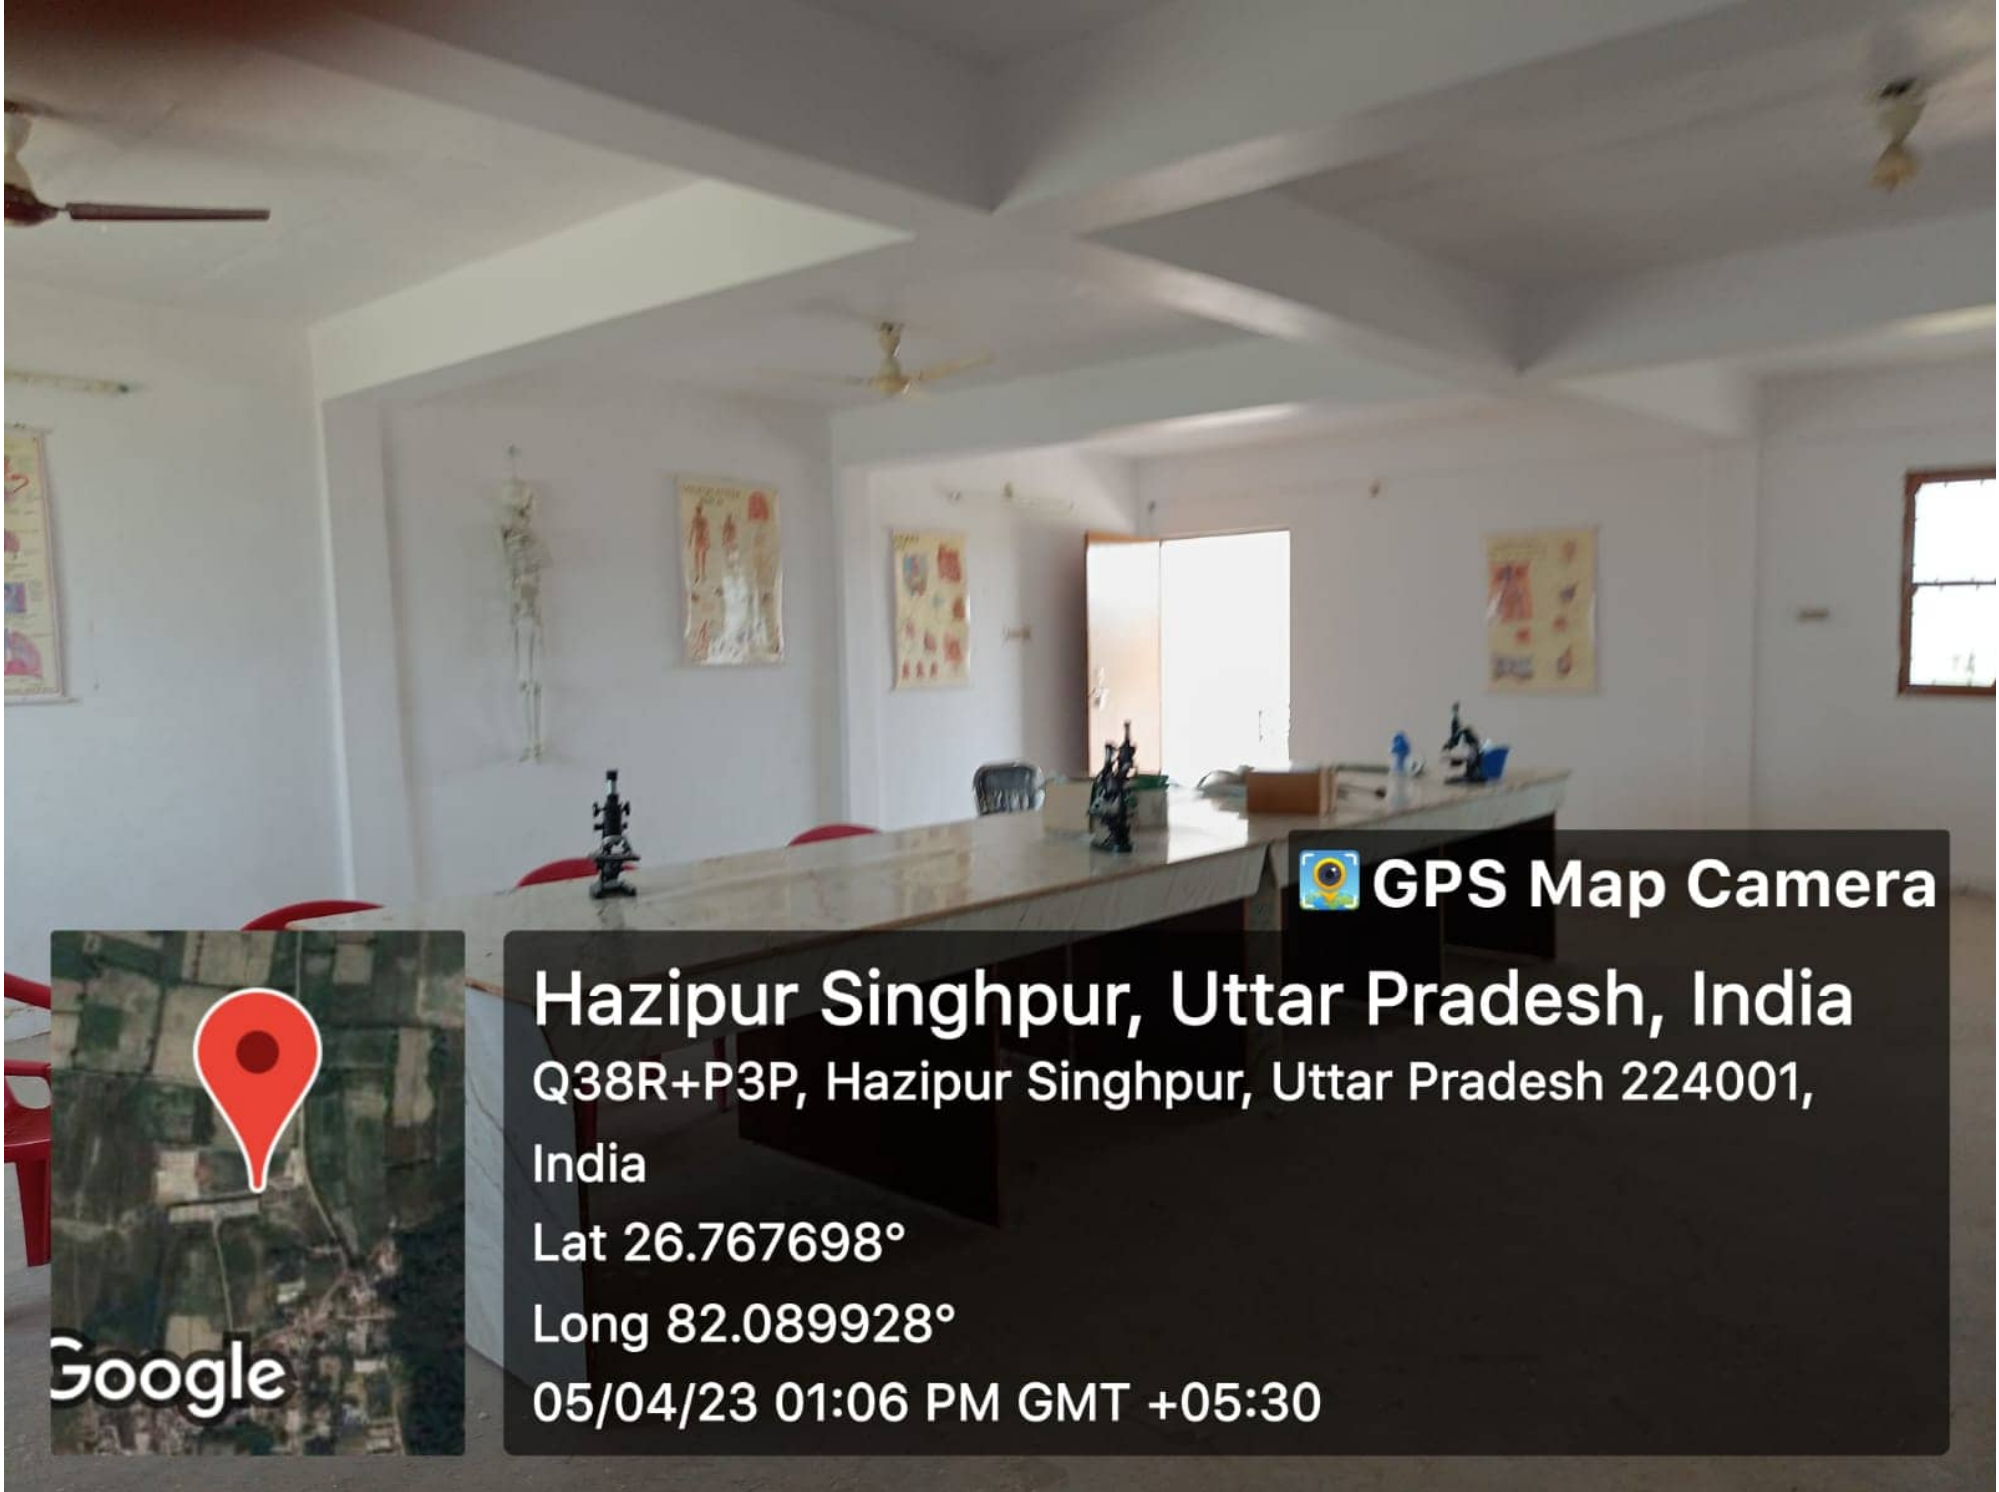 GPS Map Camera
Hazipur Singhpur, Uttar Pradesh, India
Q38R+P3P, Hazipur Singhpur, Uttar Pradesh 224001,
India
Lat 26.767698°
Long 82.089928°
05/04/23 01:06 PM GMT +05:30
Google